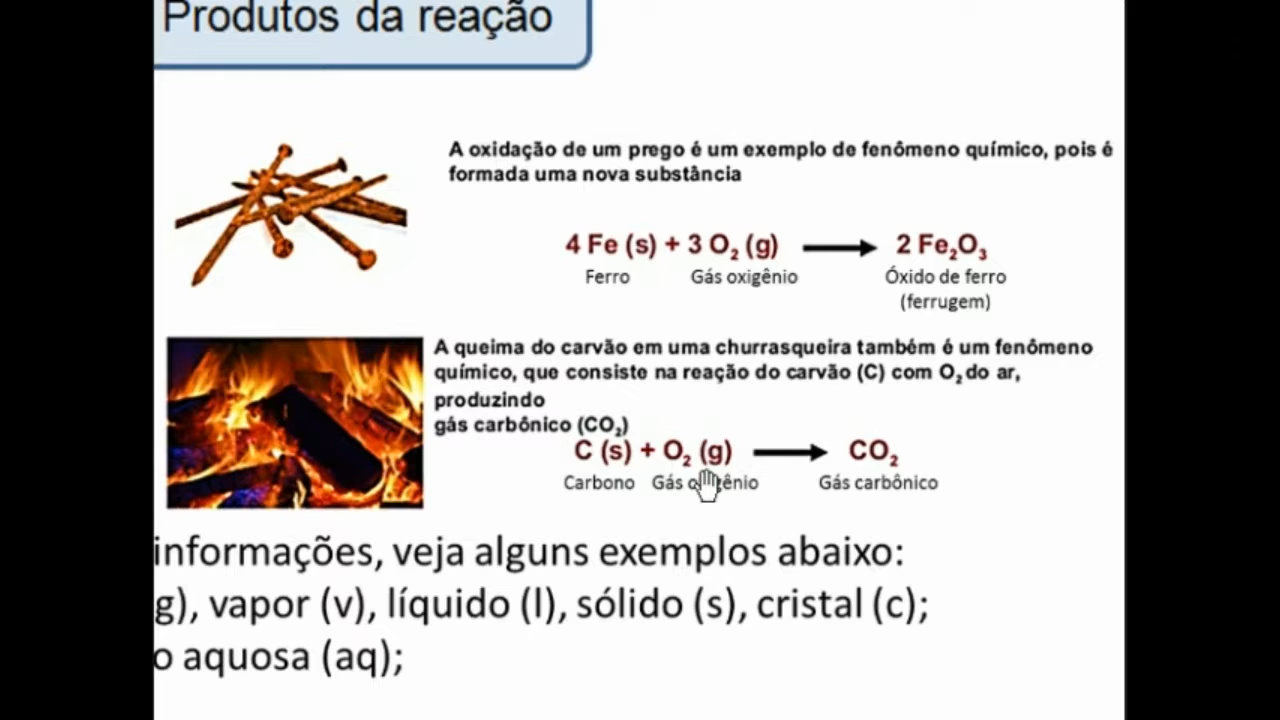 Produtos da reação
A oxidação de um prego é um exemplo de fenômeno químico, pois é
formada uma nova substância
4 Fe (s) + 3 O₂ (g) → 2 Fe₂O₃
Ferro Gás oxigênio Óxido de ferro
(ferrugem)
A queima do carvão em uma churrasqueira também é um fenômeno
químico, que consiste na reação do carvão (C) com O₂ do ar,
produzindo
gás carbônico (CO₂)
C (s) + O₂ (g) → CO₂
Carbono Gás Gás carbônico
informações, veja alguns exemplos abaixo:
g), vapor (v), líquido (l), sólido (s), cristal (c);
o aquosa (aq);